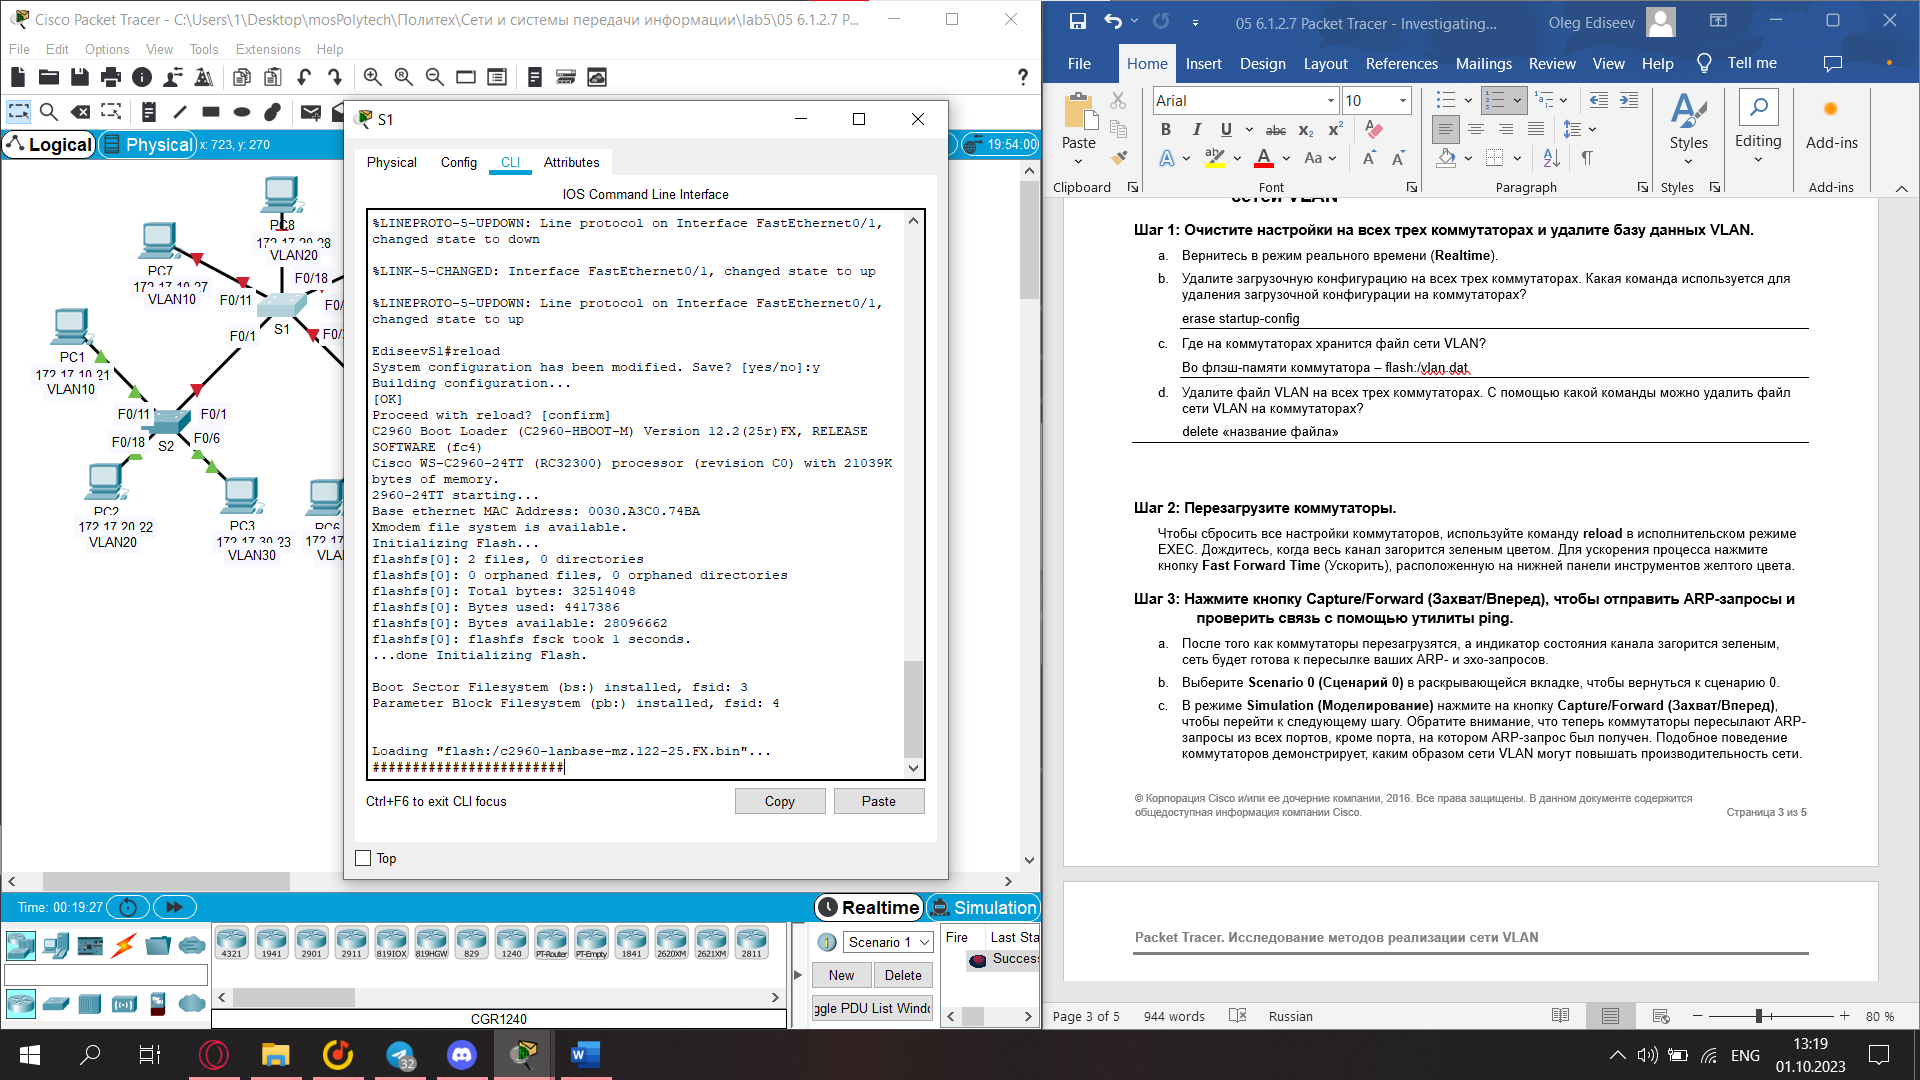 Cisco Packet Tracer - C:\Users\1\Desktop\mosPolytech\Политех\Сети и системы передачи информации\lab5\05 6.1.2.7 P...
File Edit Options View Tools Extensions Help
Logical Physical x: 723, y: 270
19:54:00
PC8
172.17.20.28
VLAN20
PC7
172.17.10.27
VLAN10
F0/18
F0/11
S1
F0/1
PC1
172.17.10.21
VLAN10
F0/11
F0/1
F0/18
F0/6
S2
PC2
172.17.20.22
VLAN20
PC3
172.17.30.23
VLAN30
PC6
S1
Physical Config CLI Attributes
IOS Command Line Interface
%LINEPROTO-5-UPDOWN: Line protocol on Interface FastEthernet0/1,
changed state to down
%LINK-5-CHANGED: Interface FastEthernet0/1, changed state to up
%LINEPROTO-5-UPDOWN: Line protocol on Interface FastEthernet0/1,
changed state to up
EdiseevS1#reload
System configuration has been modified. Save? [yes/no]:y
Building configuration...
[OK]
Proceed with reload? [confirm]
C2960 Boot Loader (C2960-HBOOT-M) Version 12.2(25r)FX, RELEASE
SOFTWARE (fc4)
Cisco WS-C2960-24TT (RC32300) processor (revision C0) with 21039K
bytes of memory.
2960-24TT starting...
Base ethernet MAC Address: 0030.A3C0.74BA
Xmodem file system is available.
Initializing Flash...
flashfs[0]: 2 files, 0 directories
flashfs[0]: 0 orphaned files, 0 orphaned directories
flashfs[0]: Total bytes: 32514048
flashfs[0]: Bytes used: 4417386
flashfs[0]: Bytes available: 28096662
flashfs[0]: flashfs fsck took 1 seconds.
...done Initializing Flash.
Boot Sector Filesystem (bs:) installed, fsid: 3
Parameter Block Filesystem (pb:) installed, fsid: 4
Loading "flash:/c2960-lanbase-mz.122-25.FX.bin"...
########################
Ctrl+F6 to exit CLI focus
Copy
Paste
Top
Time: 00:19:27
Realtime Simulation
4321 1941 2901 2911 819IOX 819HGW 829 1240 PT-Router PT-Empty 1841 2620XM 2621XM 2811
CGR1240
Scenario 1
New
Delete
ggle PDU List Windo
Fire Last Sta
Succes
05 6.1.2.7 Packet Tracer - Investigating...
Oleg Ediseev
File Home Insert Design Layout References Mailings Review View Help Tell me
Paste
Arial
10
Styles
Editing
Add-ins
Clipboard Font Paragraph Styles Add-ins
сетей VLAN
Шаг 1: Очистите настройки на всех трех коммутаторах и удалите базу данных VLAN.
a. Вернитесь в режим реального времени (Realtime).
b. Удалите загрузочную конфигурацию на всех трех коммутаторах. Какая команда используется для
удаления загрузочной конфигурации на коммутаторах?
erase startup-config
c. Где на коммутаторах хранится файл сети VLAN?
Во флэш-памяти коммутатора – flash:/vlan.dat
d. Удалите файл VLAN на всех трех коммутаторах. С помощью какой команды можно удалить файл
сети VLAN на коммутаторах?
delete «название файла»
Шаг 2: Перезагрузите коммутаторы.
Чтобы сбросить все настройки коммутаторов, используйте команду reload в исполнительском режиме
EXEC. Дождитесь, когда весь канал загорится зеленым цветом. Для ускорения процесса нажмите
кнопку Fast Forward Time (Ускорить), расположенную на нижней панели инструментов желтого цвета.
Шаг 3: Нажмите кнопку Capture/Forward (Захват/Вперед), чтобы отправить ARP-запросы и
проверить связь с помощью утилиты ping.
a. После того как коммутаторы перезагрузятся, а индикатор состояния канала загорится зеленым,
сеть будет готова к пересылке ваших ARP- и эхо-запросов.
b. Выберите Scenario 0 (Сценарий 0) в раскрывающейся вкладке, чтобы вернуться к сценарию 0.
c. В режиме Simulation (Моделирование) нажмите на кнопку Capture/Forward (Захват/Вперед),
чтобы перейти к следующему шагу. Обратите внимание, что теперь коммутаторы пересылают ARP-
запросы из всех портов, кроме порта, на котором ARP-запрос был получен. Подобное поведение
коммутаторов демонстрирует, каким образом сети VLAN могут повышать производительность сети.
© Корпорация Cisco и/или ее дочерние компании, 2016. Все права защищены. В данном документе содержится
общедоступная информация компании Cisco. Страница 3 из 5
Packet Tracer. Исследование методов реализации сети VLAN
Page 3 of 5 944 words Russian 80 %
32
ENG
13:19
01.10.2023